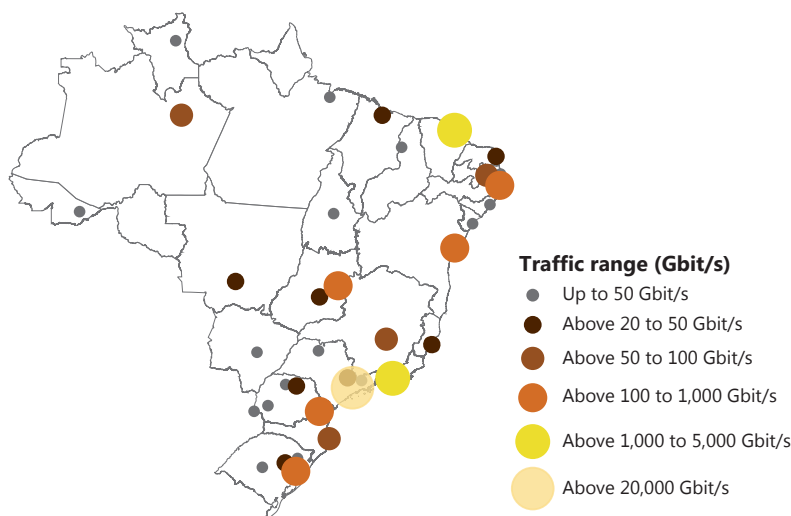 Traffic range (Gbit/s)
Up to 50 Gbit/s
Above 20 to 50 Gbit/s
Above 50 to 100 Gbit/s
Above 100 to 1,000 Gbit/s
Above 1,000 to 5,000 Gbit/s
Above 20,000 Gbit/s